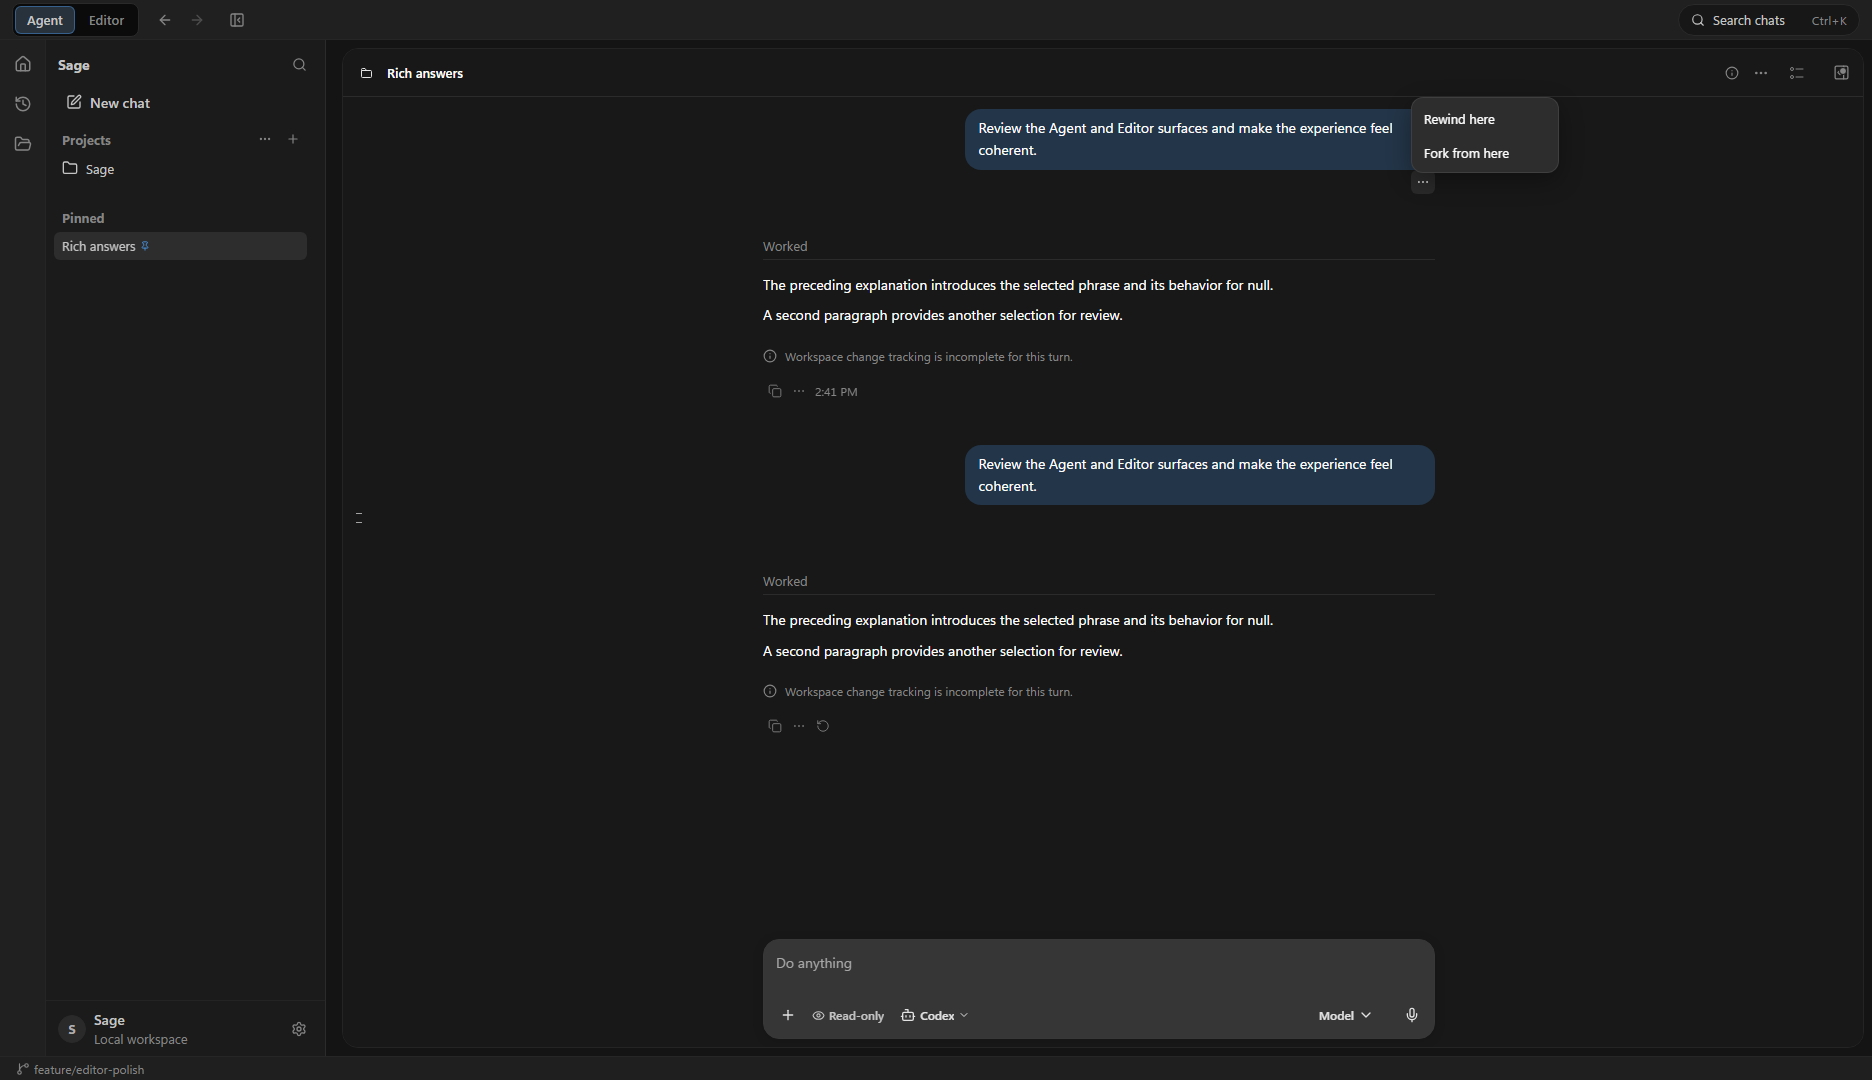 Agent
Editor
Search chats
Ctrl+K
Sage
New chat
Projects
Sage
Pinned
Rich answers
Rich answers
Review the Agent and Editor surfaces and make the experience feel
coherent.
Rewind here
Fork from here
Worked
The preceding explanation introduces the selected phrase and its behavior for null.
A second paragraph provides another selection for review.
Workspace change tracking is incomplete for this turn.
2:41 PM
Review the Agent and Editor surfaces and make the experience feel
coherent.
Worked
The preceding explanation introduces the selected phrase and its behavior for null.
A second paragraph provides another selection for review.
Workspace change tracking is incomplete for this turn.
Do anything
Read-only
Codex
Model
S
Sage
Local workspace
feature/editor-polish